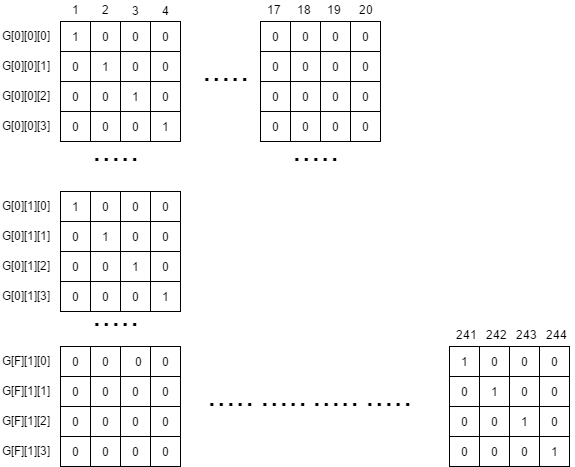 1 2 3 4 17 18 19 20
G[0][0][0] 1 0 0 0 ..... 0 0 0 0
G[0][0][1] 0 1 0 0 0 0 0 0
G[0][0][2] 0 0 1 0 0 0 0 0
G[0][0][3] 0 0 0 1 0 0 0 0
..... .....
G[0][1][0] 1 0 0 0
G[0][1][1] 0 1 0 0
G[0][1][2] 0 0 1 0
G[0][1][3] 0 0 0 1
.....
241 242 243 244
G[F][1][0] 0 0 0 0 1 0 0 0
G[F][1][1] 0 0 0 0 ..... ..... ..... ..... 0 1 0 0
G[F][1][2] 0 0 0 0 0 0 1 0
G[F][1][3] 0 0 0 0 0 0 0 1